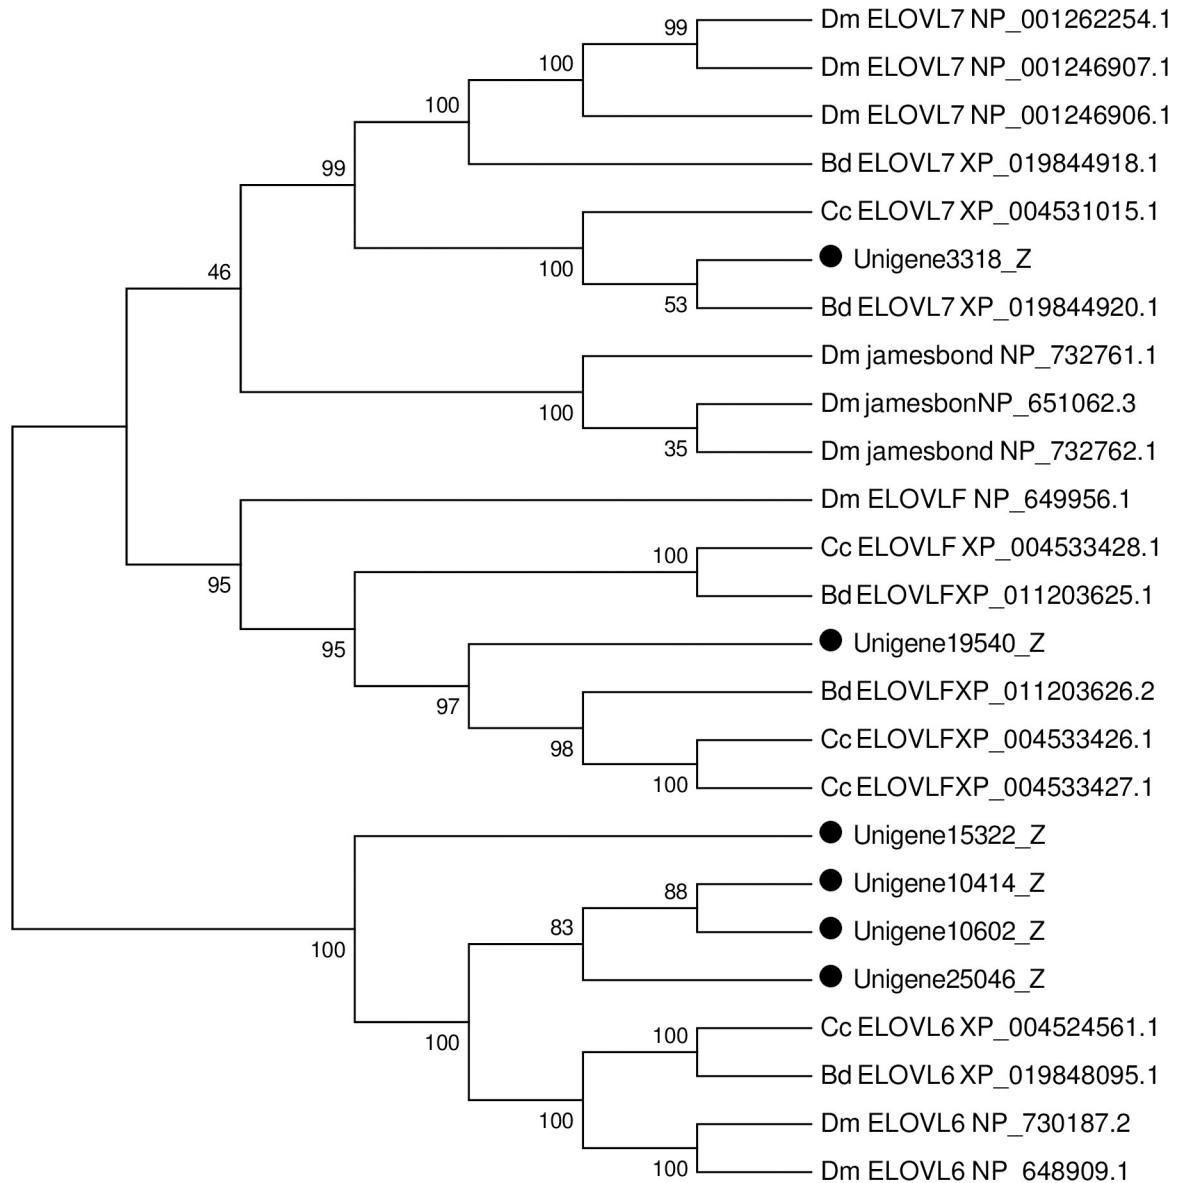 Dm ELOVL7 NP_001262254.1
99
Dm ELOVL7 NP_001246907.1
100
100
Dm ELOVL7 NP_001246906.1
Bd ELOVL7 XP_019844918.1
99
Cc ELOVL7 XP_004531015.1
Unigene3318_Z
100
46
53
Bd ELOVL7 XP_019844920.1
Dm jamesbond NP_732761.1
Dm jamesbonNP_651062.3
100
35
Dm jamesbond NP_732762.1
Dm ELOVLF NP_649956.1
Cc ELOVLF XP_004533428.1
100
95
Bd ELOVLFXP_011203625.1
Unigene19540_Z
95
Bd ELOVLFXP_011203626.2
97
Cc ELOVLFXP_004533426.1
98
100
Cc ELOVLFXP_004533427.1
Unigene15322_Z
Unigene10414_Z
88
83
Unigene10602_Z
100
Unigene25046_Z
Cc ELOVL6 XP_004524561.1
100
100
Bd ELOVL6 XP_019848095.1
100
Dm ELOVL6 NP_730187.2
100
Dm ELOVL6 NP 648909.1